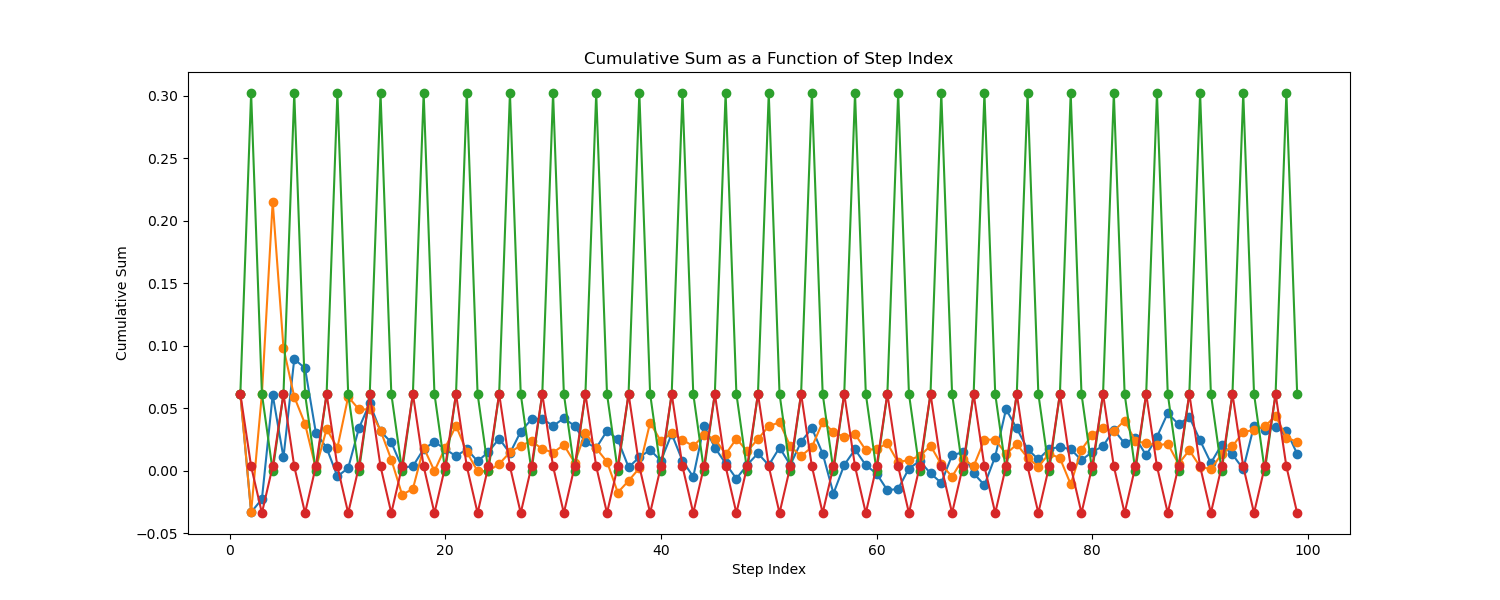 Cumulative Sum as a Function of Step Index
Cumulative Sum
0.30
0.25
0.20
0.15
0.10
0.05
0.00
−0.05
0 20 40 60 80 100
Step Index